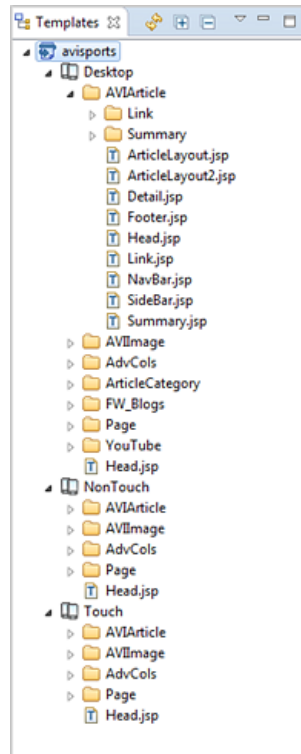 Templates
avisports
Desktop
AVIArticle
Link
Summary
ArticleLayout.jsp
ArticleLayout2.jsp
Detail.jsp
Footer.jsp
Head.jsp
Link.jsp
NavBar.jsp
SideBar.jsp
Summary.jsp
AVIImage
AdvCols
ArticleCategory
FW_Blogs
Page
YouTube
Head.jsp
NonTouch
AVIArticle
AVIImage
AdvCols
Page
Head.jsp
Touch
AVIArticle
AVIImage
AdvCols
Page
Head.jsp